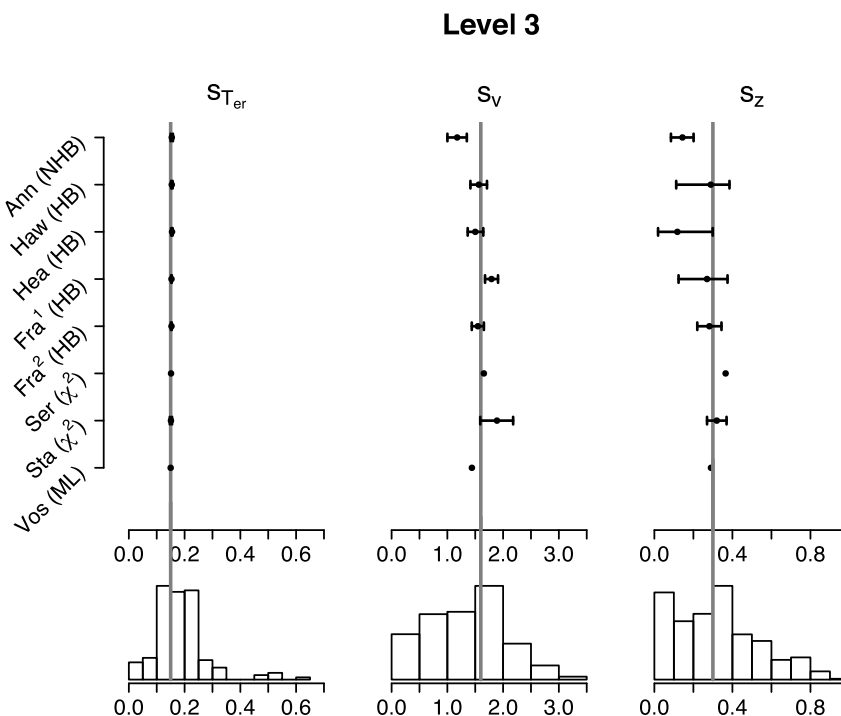 Level 3
s_Ter s_v s_z
Ann (NHB)
Haw (HB)
Hea (HB)
Fra¹ (HB)
Fra² (HB)
Ser (χ²)
Sta (χ²)
Vos (ML)
0.0 0.2 0.4 0.6 0.0 1.0 2.0 3.0 0.0 0.4 0.8
0.0 0.2 0.4 0.6 0.0 1.0 2.0 3.0 0.0 0.4 0.8